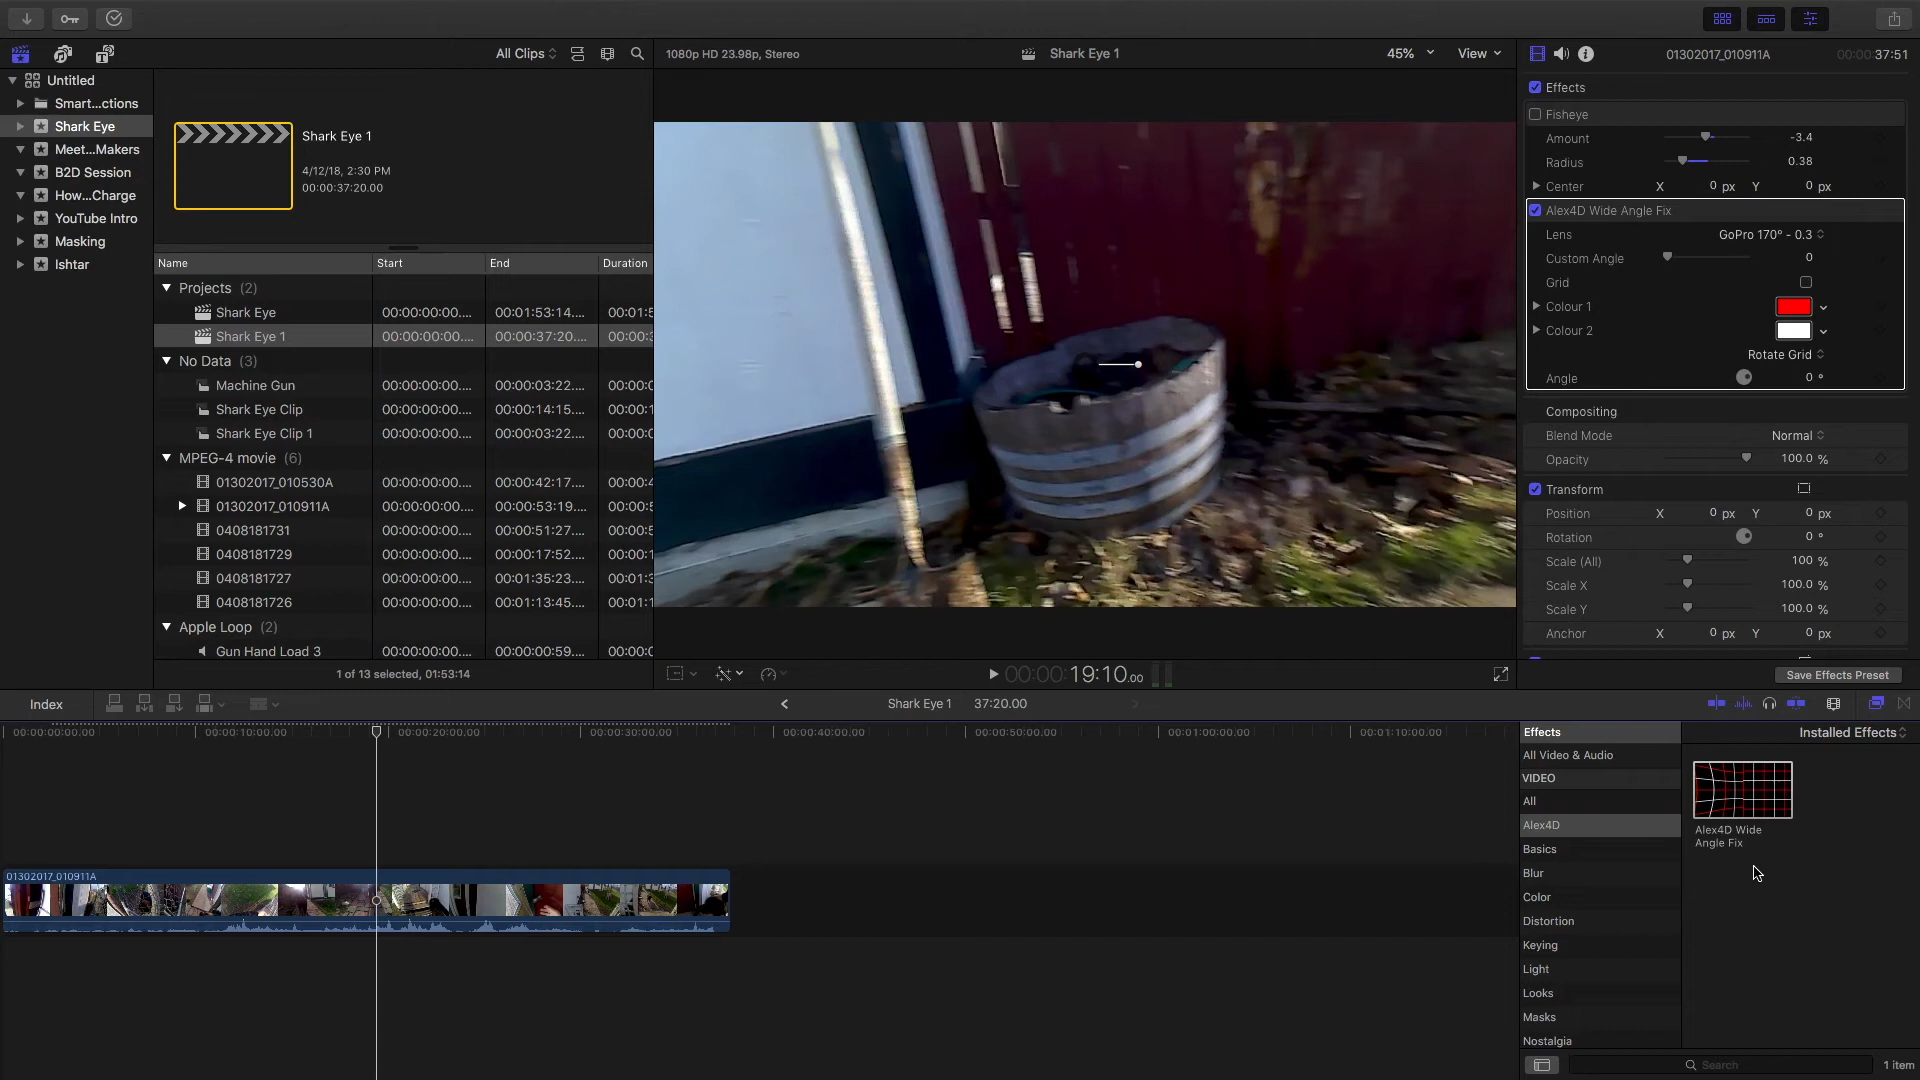 All Clips
1080p HD 23.98p, Stereo
Shark Eye 1
45%
View
01302017_010911A
00:00:00:37:51
Untitled
Smart...ctions
Shark Eye
Meet...Makers
B2D Session
How...Charge
YouTube Intro
Masking
Ishtar
Shark Eye 1
4/12/18, 2:30 PM
00:00:37:20.00
Name Start End Duration
Projects (2)
Shark Eye 00:00:00:00.... 00:01:53:14.... 00:01:5
Shark Eye 1 00:00:00:00.... 00:00:37:20.... 00:00:3
No Data (3)
Machine Gun 00:00:00:00.... 00:00:03:22.... 00:00:0
Shark Eye Clip 00:00:00:00.... 00:00:14:15.... 00:00:1
Shark Eye Clip 1 00:00:00:00.... 00:00:03:22.... 00:00:0
MPEG-4 movie (6)
01302017_010530A 00:00:00:00.... 00:00:42:17.... 00:00:4
01302017_010911A 00:00:00:00.... 00:00:53:19.... 00:00:5
0408181731 00:00:00:00.... 00:00:51:27.... 00:00:5
0408181729 00:00:00:00.... 00:00:17:52.... 00:00:1
0408181727 00:00:00:00.... 00:01:35:23.... 00:01:3
0408181726 00:00:00:00.... 00:01:13:45.... 00:01:1
Apple Loop (2)
Gun Hand Load 3 00:00:00:00.... 00:00:00:59.... 00:00:0
1 of 13 selected, 01:53:14
00:00:00:19:10.00
Effects
Fisheye
Amount -3.4
Radius 0.38
Center X 0 px Y 0 px
Alex4D Wide Angle Fix
Lens GoPro 170° - 0.3
Custom Angle 0
Grid
Colour 1
Colour 2
Rotate Grid
Angle 0 °
Compositing
Blend Mode Normal
Opacity 100.0 %
Transform
Position X 0 px Y 0 px
Rotation 0 °
Scale (All) 100 %
Scale X 100.0 %
Scale Y 100.0 %
Anchor X 0 px Y 0 px
Save Effects Preset
Index
Shark Eye 1 37:20.00
00:00:00:00.00 00:00:10:00.00 00:00:20:00.00 00:00:30:00.00 00:00:40:00.00 00:00:50:00.00 00:01:00:00.00 00:01:10:00.00
01302017_010911A
Effects
Installed Effects
All Video & Audio
VIDEO
All
Alex4D
Basics
Blur
Color
Distortion
Keying
Light
Looks
Masks
Nostalgia
Alex4D Wide
Angle Fix
Search
1 item